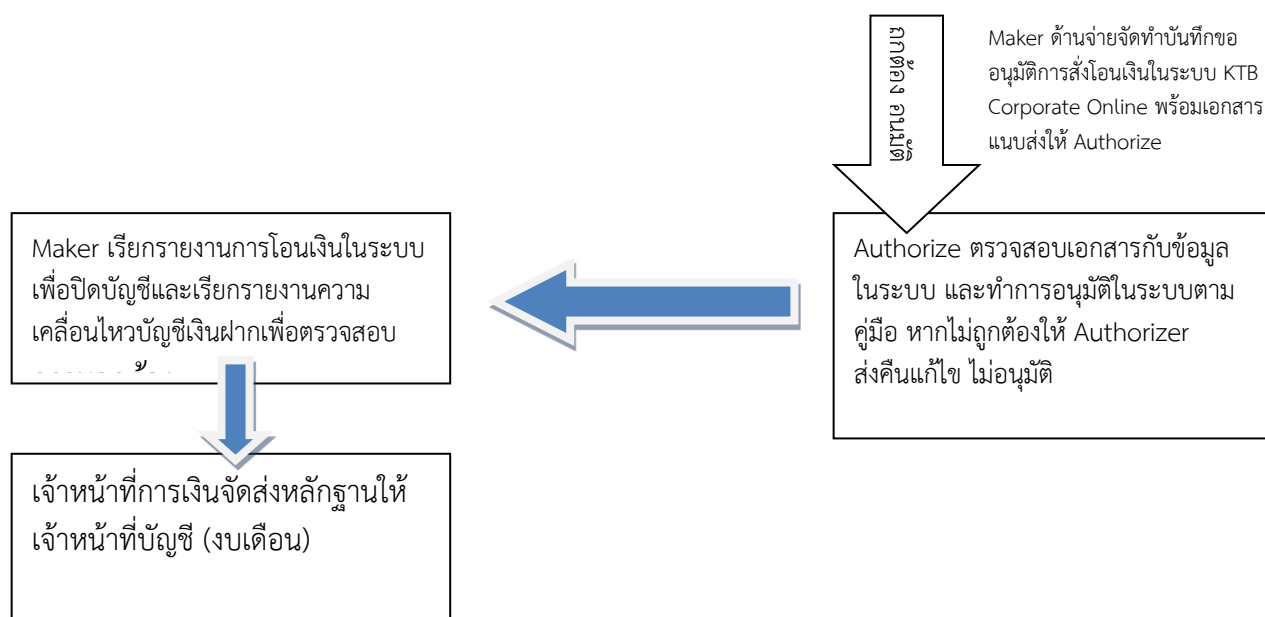 ถูกต้อง อนุมัติ
Maker ด้านจ่ายจัดทำบันทึกขอ
อนุมัติการสั่งโอนเงินในระบบ KTB
Corporate Online พร้อมเอกสาร
แนบส่งให้ Authorize
Authorize ตรวจสอบเอกสารกับข้อมูล
ในระบบ และทำการอนุมัติในระบบตาม
คู่มือ หากไม่ถูกต้องให้ Authorizer
ส่งคืนแก้ไข ไม่อนุมัติ
Maker เรียกรายงานการโอนเงินในระบบ
เพื่อปิดบัญชีและเรียกรายงานความ
เคลื่อนไหวบัญชีเงินฝากเพื่อตรวจสอบ
เจ้าหน้าที่การเงินจัดส่งหลักฐานให้
เจ้าหน้าที่บัญชี (งบเดือน)